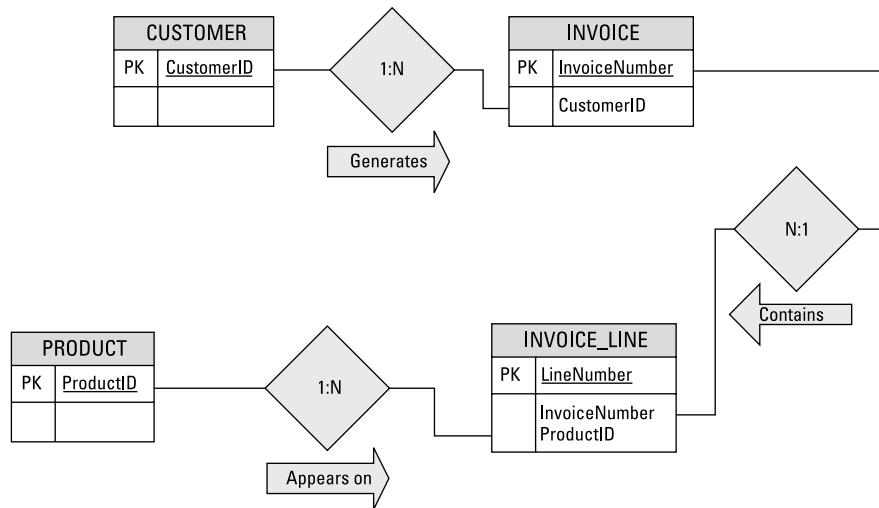 CUSTOMER
PK CustomerID
1:N
Generates
INVOICE
PK InvoiceNumber
CustomerID
N:1
Contains
PRODUCT
PK ProductID
1:N
Appears on
INVOICE_LINE
PK LineNumber
InvoiceNumber
ProductID